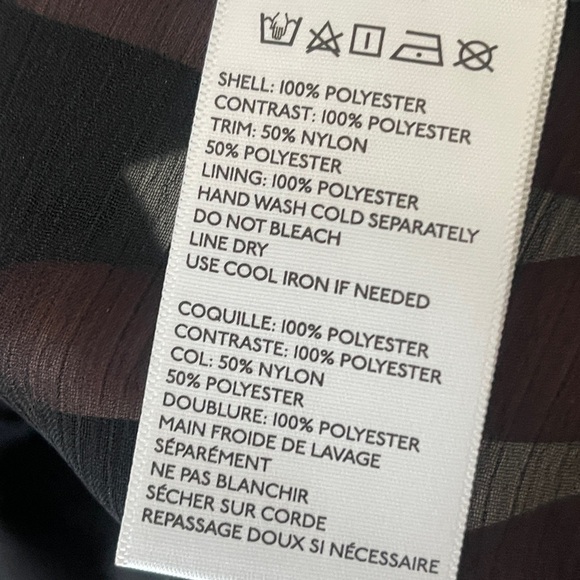 SHELL: 100% POLYESTER
CONTRAST: 100% POLYESTER
TRIM: 50% NYLON
50% POLYESTER
LINING: 100% POLYESTER
HAND WASH COLD SEPARATELY
DO NOT BLEACH
LINE DRY
USE COOL IRON IF NEEDED
COQUILLE: 100% POLYESTER
CONTRASTE: 100% POLYESTER
COL: 50% NYLON
50% POLYESTER
DOUBLURE: 100% POLYESTER
MAIN FROIDE DE LAVAGE
SÉPARÉMENT
NE PAS BLANCHIR
SÉCHER SUR CORDE
REPASSAGE DOUX SI NÉCESSAIRE